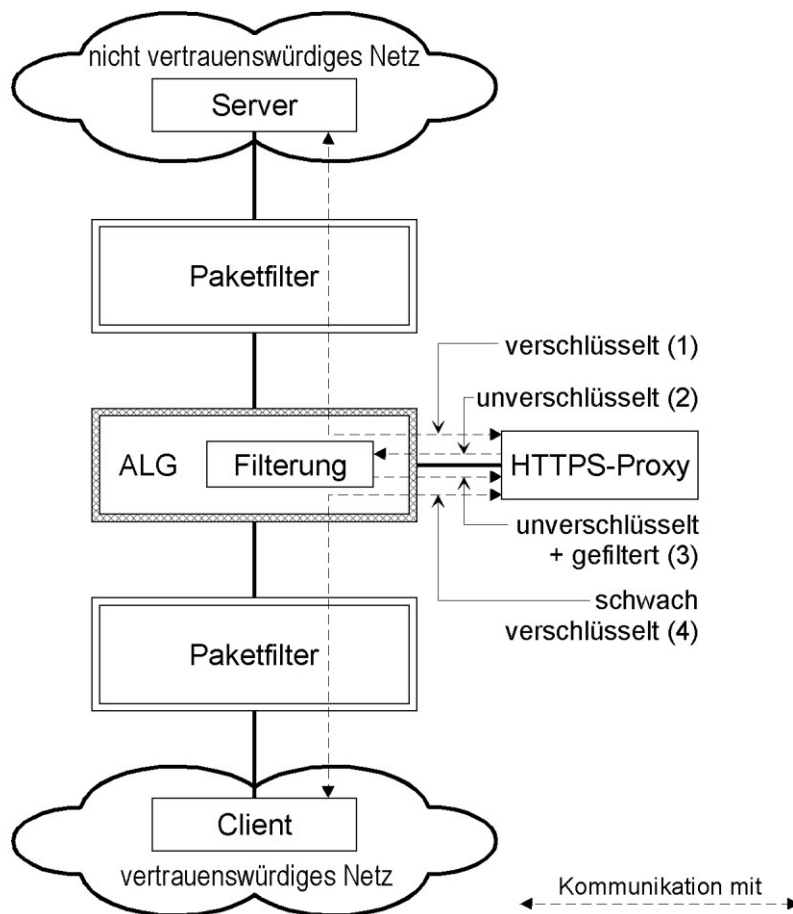 nicht vertrauenswürdiges Netz
Server
Paketfilter
verschlüsselt (1)
unverschlüsselt (2)
ALG
Filterung
HTTPS-Proxy
unverschlüsselt
+ gefiltert (3)
schwach
verschlüsselt (4)
Paketfilter
Client
vertrauenswürdiges Netz
Kommunikation mit